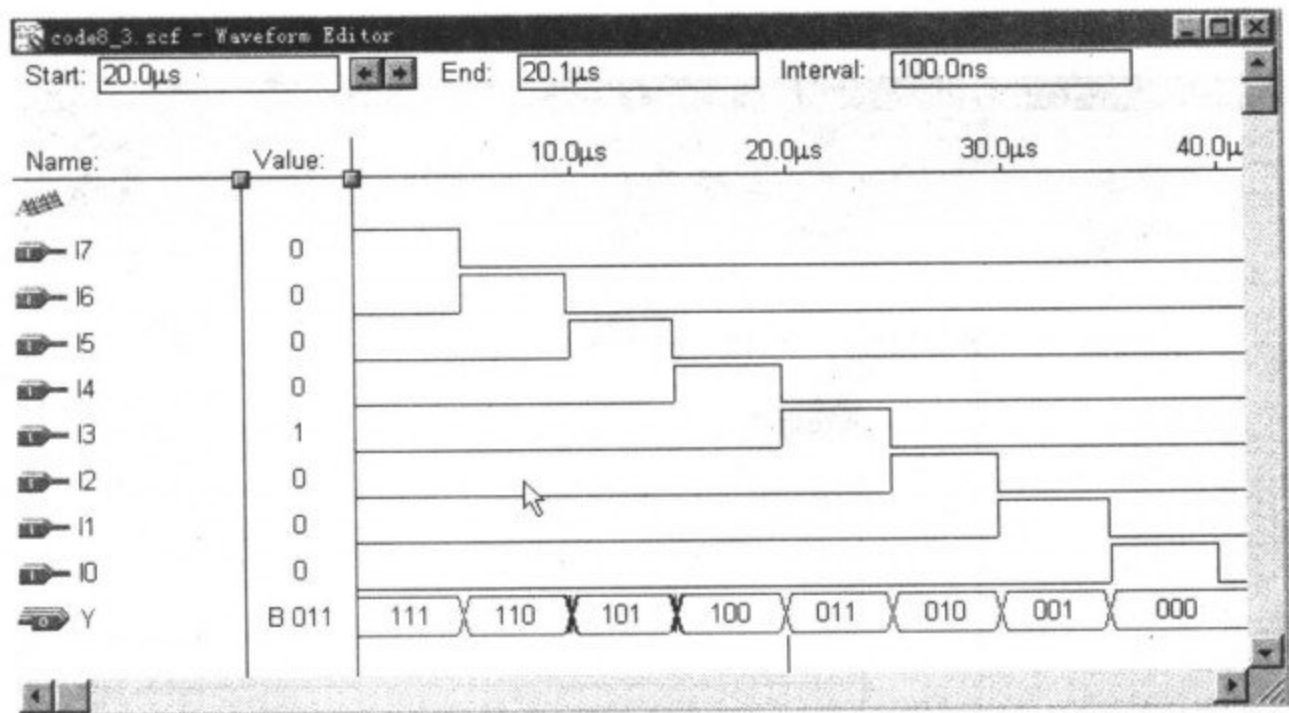 code8_3.scf - Waveform Editor
Start: 20.0μs End: 20.1μs Interval: 100.0ns
Name: Value: 10.0μs 20.0μs 30.0μs 40.0μ
I7 0
I6 0
I5 0
I4 0
I3 1
I2 0
I1 0
I0 0
Y B 011 111 110 101 100 011 010 001 000